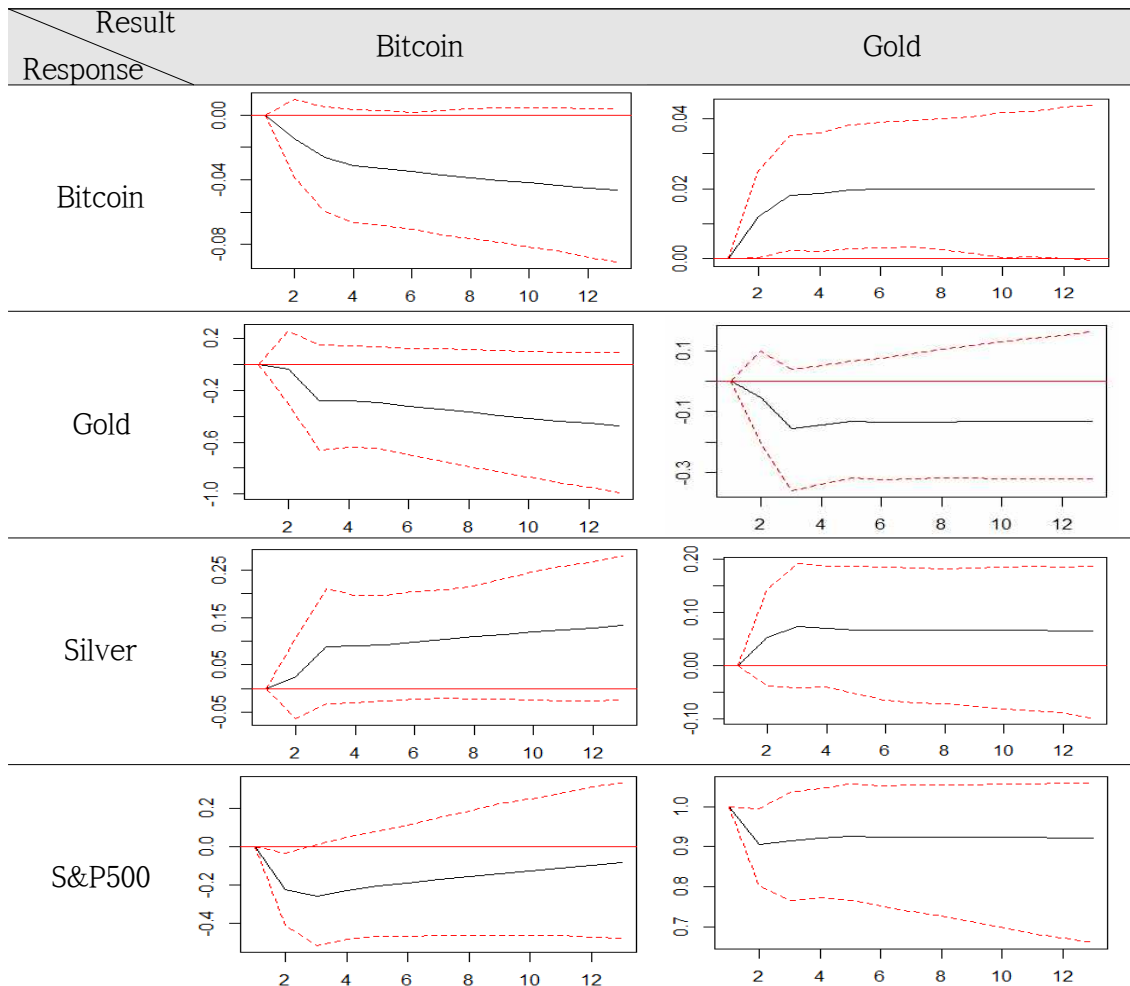 Result
Response
Bitcoin
Gold
Bitcoin
0.00
-0.04
-0.08
2 4 6 8 10 12
0.04
0.02
0.00
2 4 6 8 10 12
Gold
0.2
-0.2
-0.6
-1.0
2 4 6 8 10 12
0.1
-0.1
-0.3
2 4 6 8 10 12
Silver
0.25
0.15
0.05
-0.05
2 4 6 8 10 12
0.20
0.10
0.00
-0.10
2 4 6 8 10 12
S&P500
0.2
0.0
-0.2
-0.4
2 4 6 8 10 12
1.0
0.9
0.8
0.7
2 4 6 8 10 12